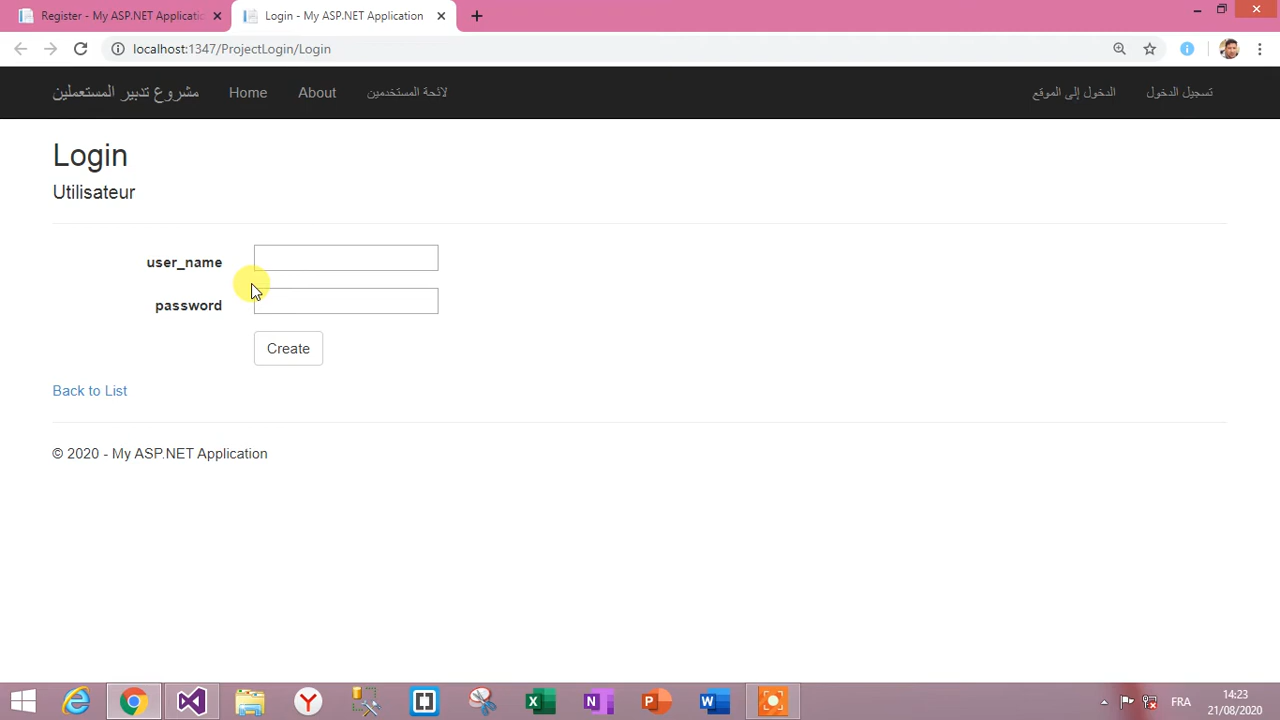 Register - My ASP.NET Applicatio
Login - My ASP.NET Application
localhost:1347/ProjectLogin/Login
مشروع تدبير المستعملين Home About لائحة المستخدمين الدخول إلى الموقع تسجيل الدخول
Login
Utilisateur
user_name
password
Create
Back to List
© 2020 - My ASP.NET Application
FRA
14:23
21/08/2020